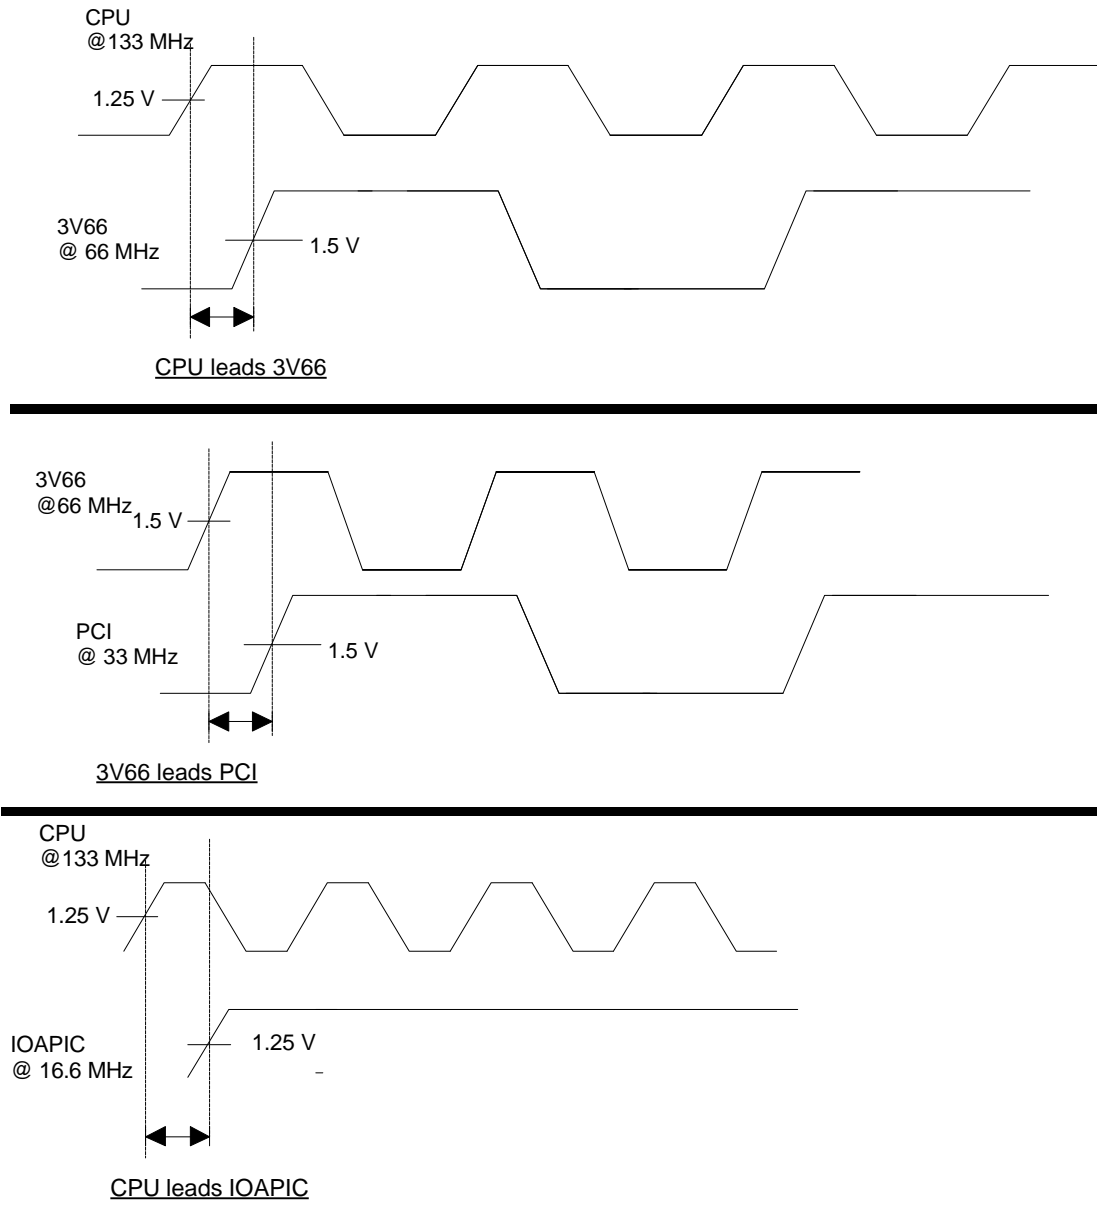 CPU
@133 MHz
1.25 V
3V66
@ 66 MHz
1.5 V
CPU leads 3V66
3V66
@66 MHz
1.5 V
PCI
@ 33 MHz
1.5 V
3V66 leads PCI
CPU
@133 MHz
1.25 V
IOAPIC
@ 16.6 MHz
1.25 V
CPU leads IOAPIC